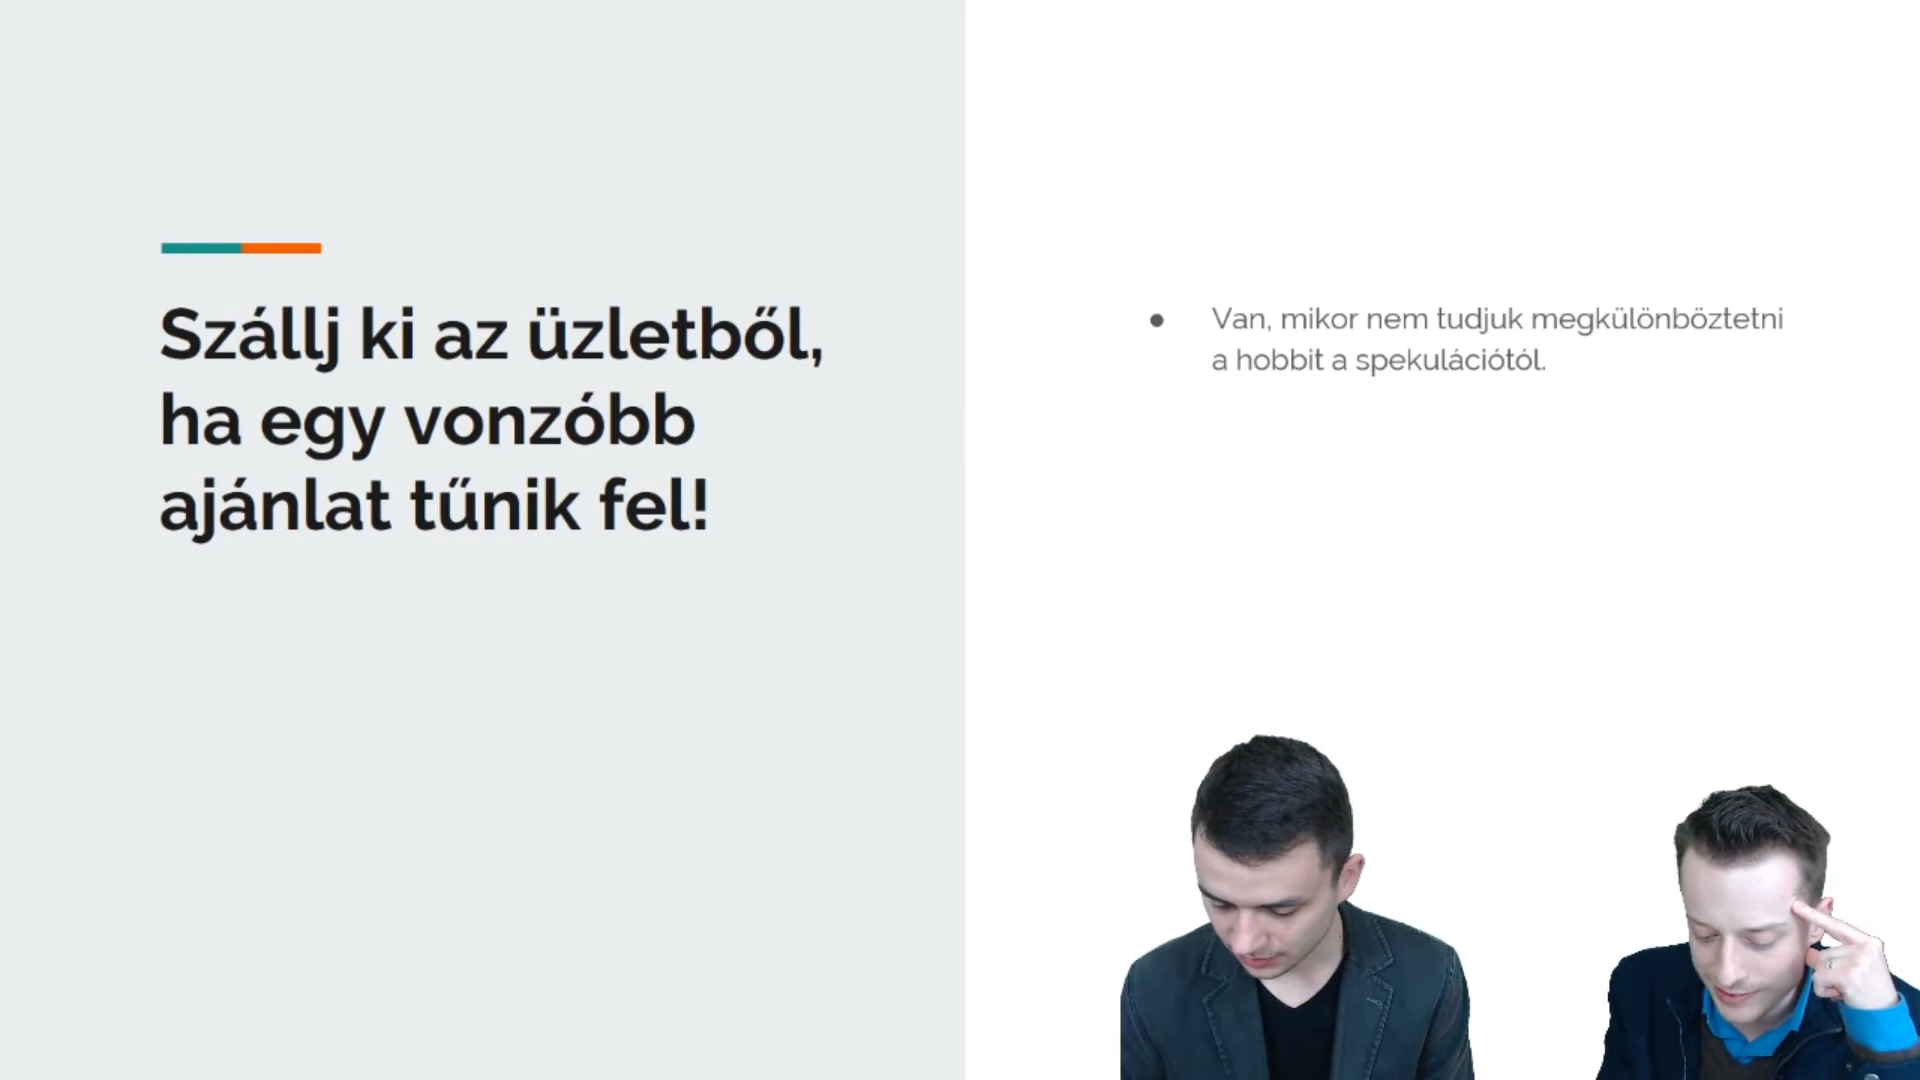 Szállj ki az üzletből,
ha egy vonzóbb
ajánlat tűnik fel!
● Van, mikor nem tudjuk megkülönböztetni
a hobbit a spekulációtól.